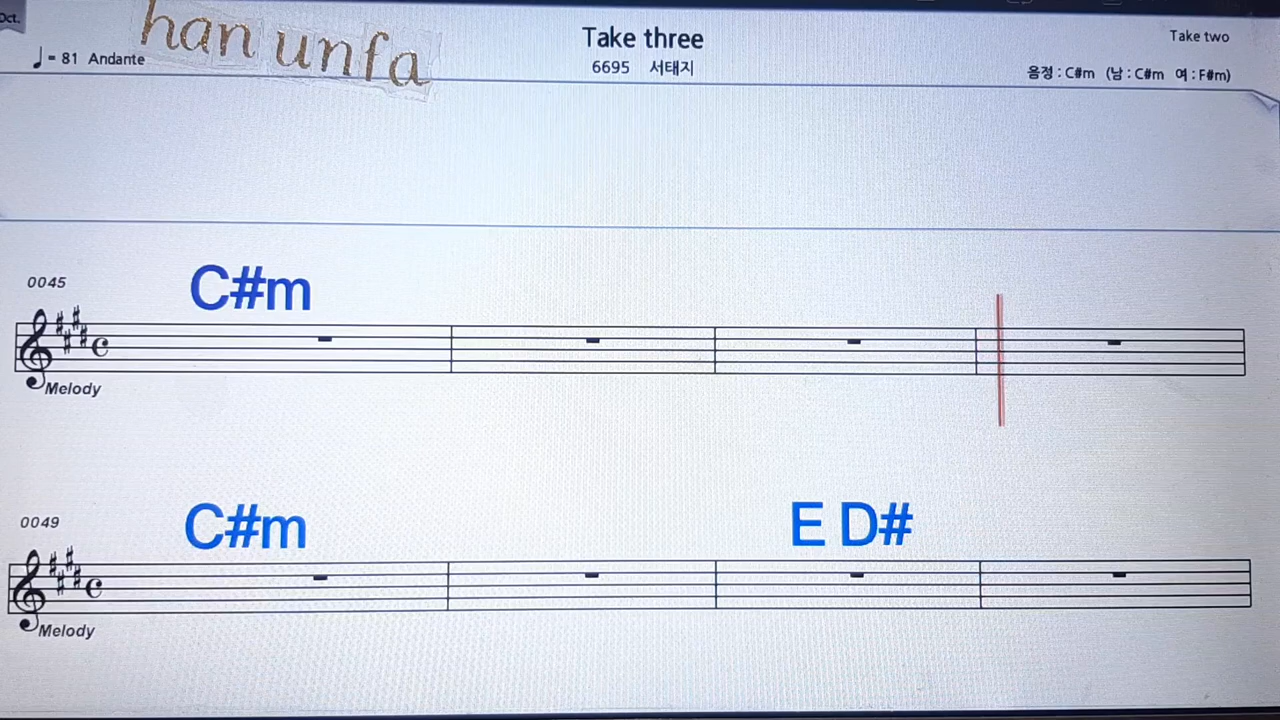 Oct.
han unfa
Take three
Take two
♩= 81 Andante
6695 서태지
음정 : C#m (남 : C#m 여 : F#m)
0045
C#m
Melody
0049
C#m E D#
Melody